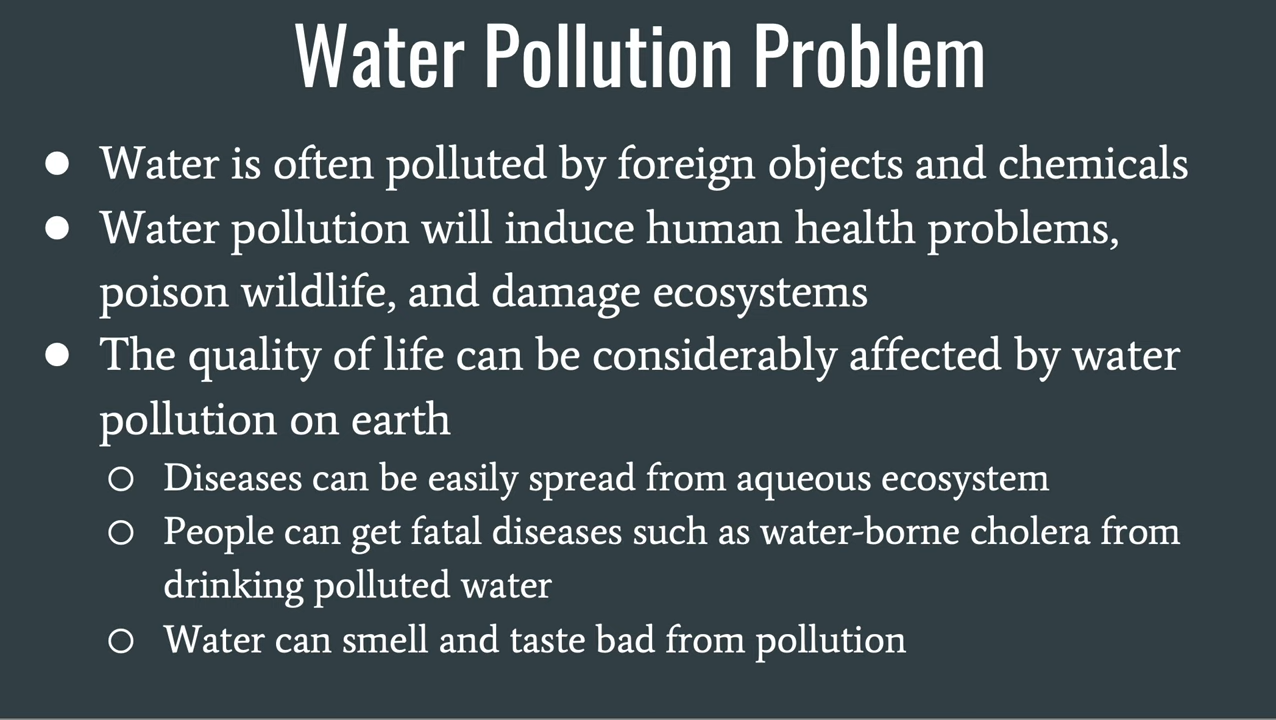 Water Pollution Problem
● Water is often polluted by foreign objects and chemicals
● Water pollution will induce human health problems,
poison wildlife, and damage ecosystems
● The quality of life can be considerably affected by water
pollution on earth
○ Diseases can be easily spread from aqueous ecosystem
○ People can get fatal diseases such as water-borne cholera from
drinking polluted water
○ Water can smell and taste bad from pollution